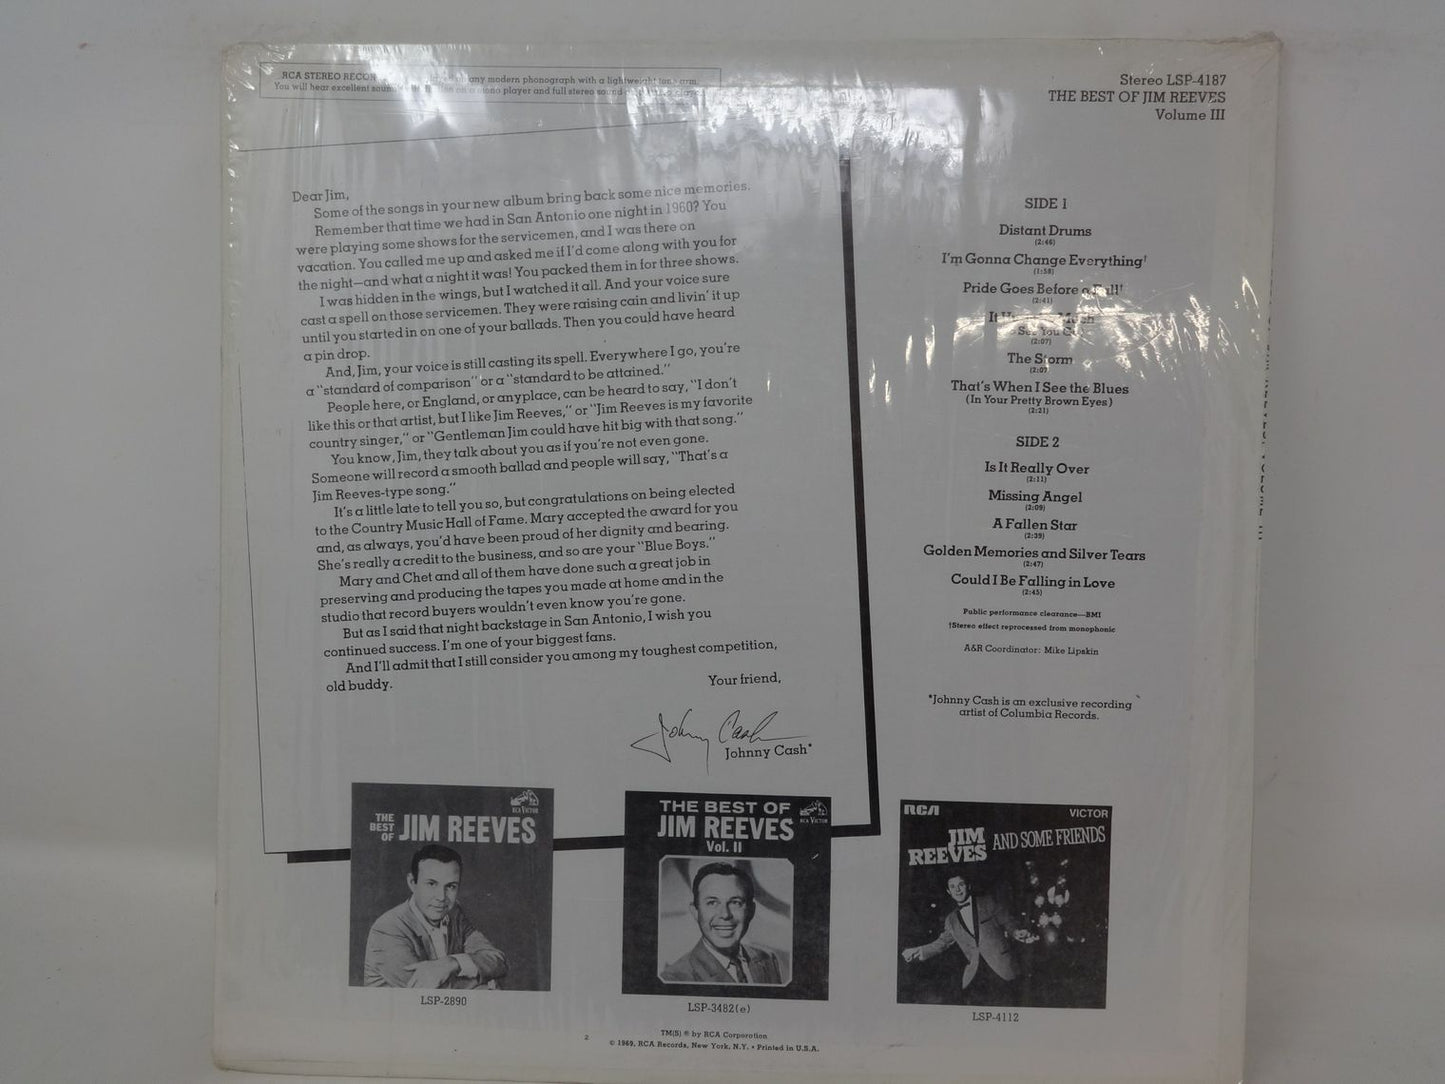 RCA STEREO RECOR any modern phonograph with a lightweight tone arm.
You will hear excellent soun on a mono player and full stereo sound
Stereo LSP-4187
THE BEST OF JIM REEVES
Volume III
Dear Jim,
Some of the songs in your new album bring back some nice memories.
Remember that time we had in San Antonio one night in 1960? You
were playing some shows for the servicemen, and I was there on
vacation. You called me up and asked me if I'd come along with you for
the night—and what a night it was! You packed them in for three shows.
I was hidden in the wings, but I watched it all. And your voice sure
cast a spell on those servicemen. They were raising cain and livin' it up
until you started in on one of your ballads. Then you could have heard
a pin drop.
And, Jim, your voice is still casting its spell. Everywhere I go, you're
a "standard of comparison" or a "standard to be attained."
People here, or England, or anyplace, can be heard to say, "I don't
like this or that artist, but I like Jim Reeves," or "Jim Reeves is my favorite
country singer," or "Gentleman Jim could have hit big with that song."
You know, Jim, they talk about you as if you're not even gone.
Someone will record a smooth ballad and people will say, "That's a
Jim Reeves-type song."
It's a little late to tell you so, but congratulations on being elected
to the Country Music Hall of Fame. Mary accepted the award for you
and, as always, you'd have been proud of her dignity and bearing.
She's really a credit to the business, and so are your "Blue Boys."
Mary and Chet and all of them have done such a great job in
preserving and producing the tapes you made at home and in the
studio that record buyers wouldn't even know you're gone.
But as I said that night backstage in San Antonio, I wish you
continued success. I'm one of your biggest fans.
And I'll admit that I still consider you among my toughest competition,
old buddy.
Your friend,
Johnny Cash
Johnny Cash*
SIDE 1
Distant Drums
(2:46)
I'm Gonna Change Everything†
(1:58)
Pride Goes Before a Fall†
(2:41)
It Much
See You
(2:07)
The Storm
(2:07
That's When I See the Blues
(In Your Pretty Brown Eyes)
(2:21)
SIDE 2
Is It Really Over
(2:11)
Missing Angel
(2:09)
A Fallen Star
(2:39)
Golden Memories and Silver Tears
(2:47)
Could I Be Falling in Love
(2:45)
Public performance clearance—BMI
†Stereo effect reprocessed from monophonic
A&R Coordinator: Mike Lipskin
*Johnny Cash is an exclusive recording
artist of Columbia Records.
RCA VICTOR
THE BEST OF JIM REEVES
LSP-2890
THE BEST OF
JIM REEVES
Vol. II
RCA VICTOR
LSP-3482(e)
RCA VICTOR
JIM REEVES AND SOME FRIENDS
LSP-4112
TM(S) ® by RCA Corporation
2 © 1969, RCA Records, New York, N.Y. • Printed in U.S.A.